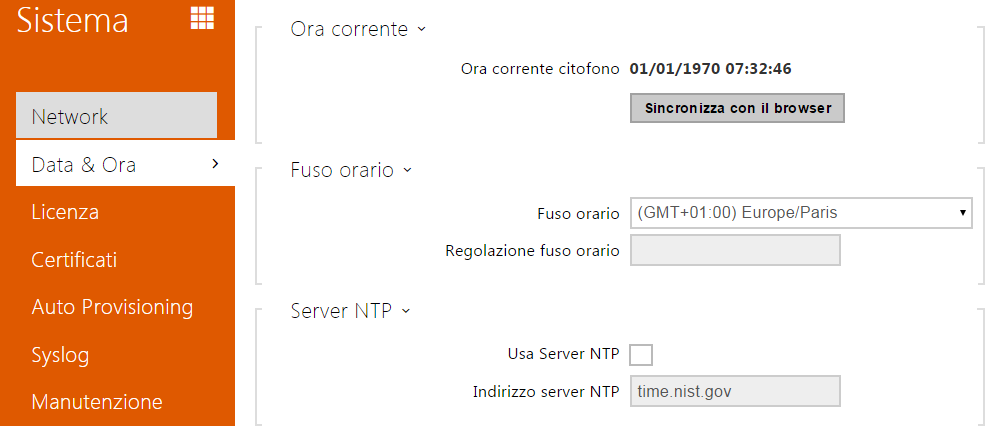 Sistema
Network
Data & Ora
Licenza
Certificati
Auto Provisioning
Syslog
Manutenzione
Ora corrente
Ora corrente citofono 01/01/1970 07:32:46
Sincronizza con il browser
Fuso orario
Fuso orario (GMT+01:00) Europe/Paris
Regolazione fuso orario
Server NTP
Usa Server NTP
Indirizzo server NTP time.nist.gov